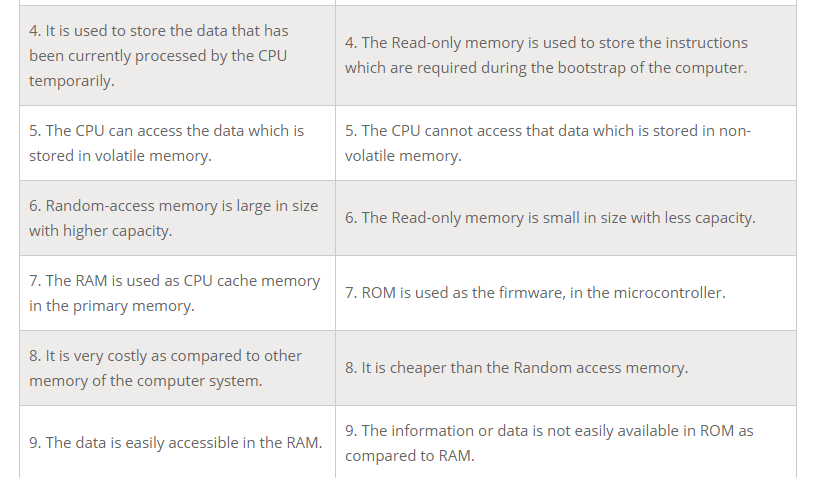 4. It is used to store the data that has
been currently processed by the CPU
temporarily.
4. The Read-only memory is used to store the instructions
which are required during the bootstrap of the computer.
5. The CPU can access the data which is
stored in volatile memory.
5. The CPU cannot access that data which is stored in non-
volatile memory.
6. Random-access memory is large in size
with higher capacity.
6. The Read-only memory is small in size with less capacity.
7. The RAM is used as CPU cache memory
in the primary memory.
7. ROM is used as the firmware, in the microcontroller.
8. It is very costly as compared to other
memory of the computer system.
8. It is cheaper than the Random access memory.
9. The data is easily accessible in the RAM.
9. The information or data is not easily available in ROM as
compared to RAM.